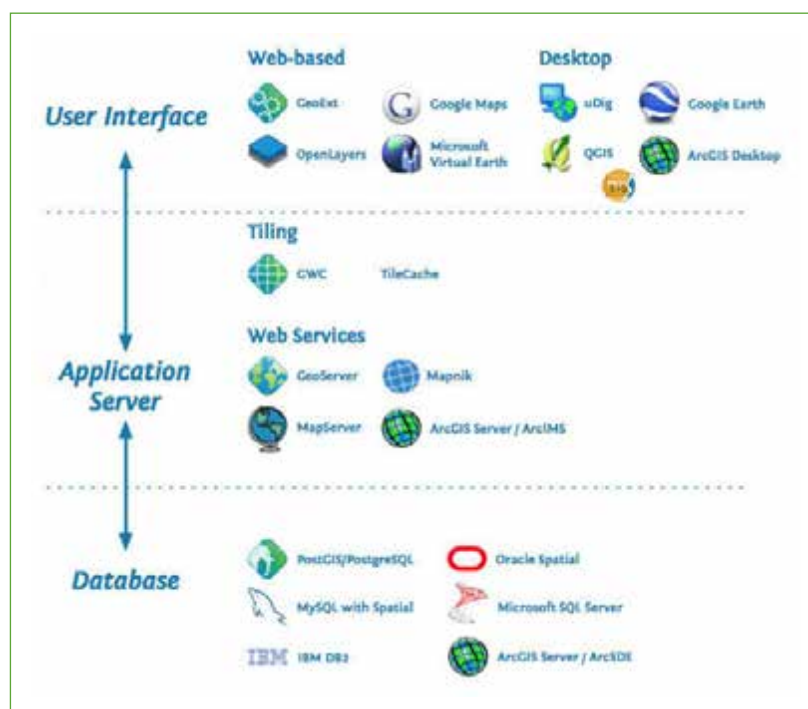 Web-based
Desktop
User Interface
GeoExt
Google Maps
uDig
Google Earth
OpenLayers
Microsoft
Virtual Earth
QGIS
ArcGIS Desktop
Tiling
GWC
TileCache
Web Services
Application
Server
GeoServer
Mapnik
MapServer
ArcGIS Server / ArcIMS
Database
PostGIS/PostgreSQL
Oracle Spatial
MySQL with Spatial
Microsoft SQL Server
IBM
IBM DB2
ArcGIS Server / ArcSDE